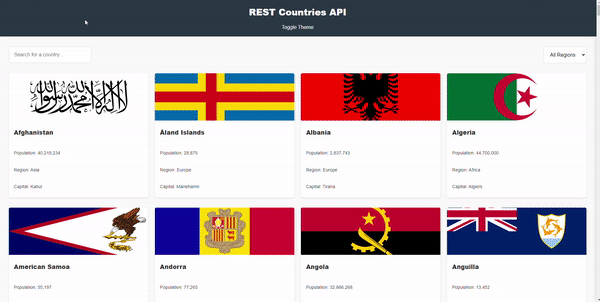 REST Countries API
Toggle Theme
Search for a country...
All Regions
Afghanistan
Population: 40,218,234
Region: Asia
Capital: Kabul
Åland Islands
Population: 28,875
Region: Europe
Capital: Mariehamn
Albania
Population: 2,837,743
Region: Europe
Capital: Tirana
Algeria
Population: 44,700,000
Region: Africa
Capital: Algiers
American Samoa
Population: 55,197
Andorra
Population: 77,265
Angola
Population: 32,866,268
Anguilla
Population: 13,452